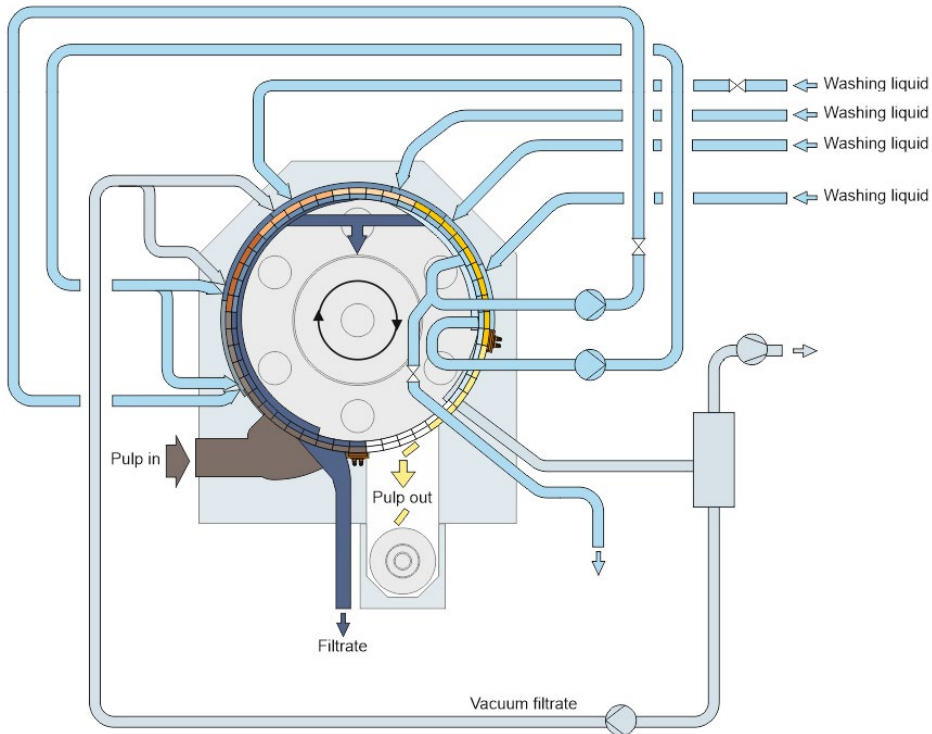 Washing liquid
Washing liquid
Washing liquid
Washing liquid
Pulp in
Pulp out
Filtrate
Vacuum filtrate